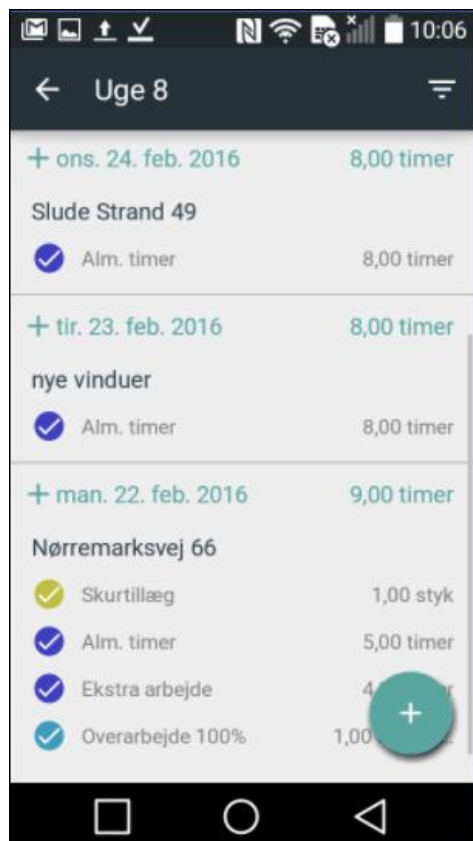 10:06
Uge 8
+ ons. 24. feb. 2016 8,00 timer
Slude Strand 49
Alm. timer 8,00 timer
+ tir. 23. feb. 2016 8,00 timer
nye vinduer
Alm. timer 8,00 timer
+ man. 22. feb. 2016 9,00 timer
Nørremarksvej 66
Skurtillæg 1,00 styk
Alm. timer 5,00 timer
Ekstra arbejde
Overarbejde 100% 1,00
+